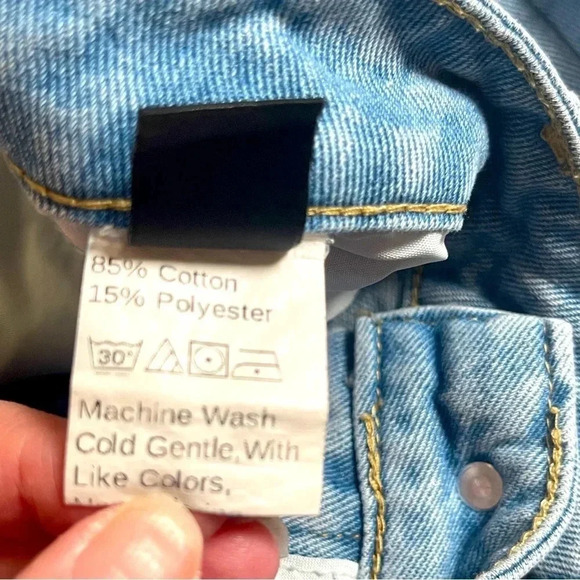 85% Cotton
15% Polyester
30°
Machine Wash
Cold Gentle, With
Like Colors,